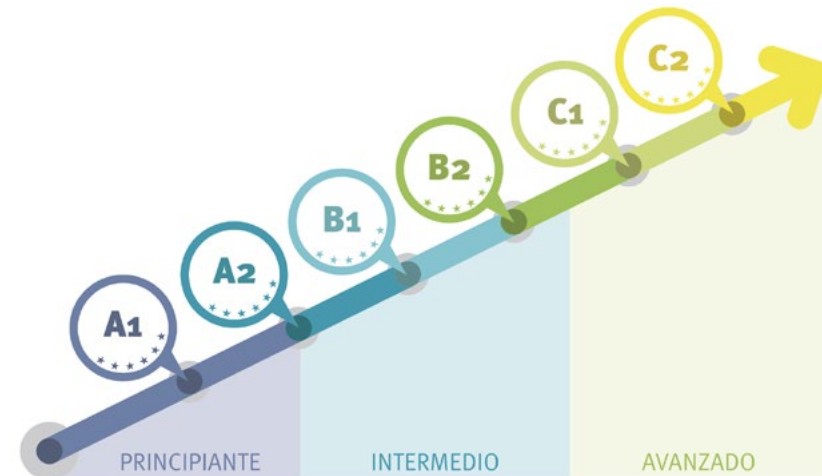 A1
A2
B1
B2
C1
C2
PRINCIPIANTE
INTERMEDIO
AVANZADO